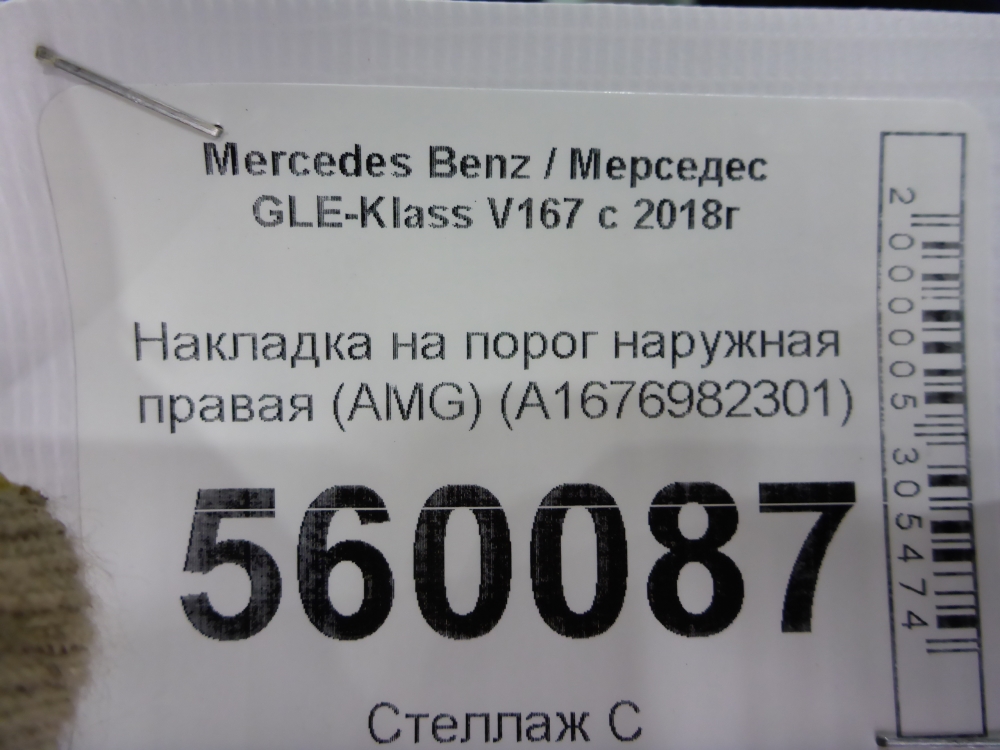 Mercedes Benz / Мерседес
GLE-Klass V167 с 2018г
Накладка на порог наружная
правая (AMG) (A1676982301)
560087
Стеллаж С
2000005305474